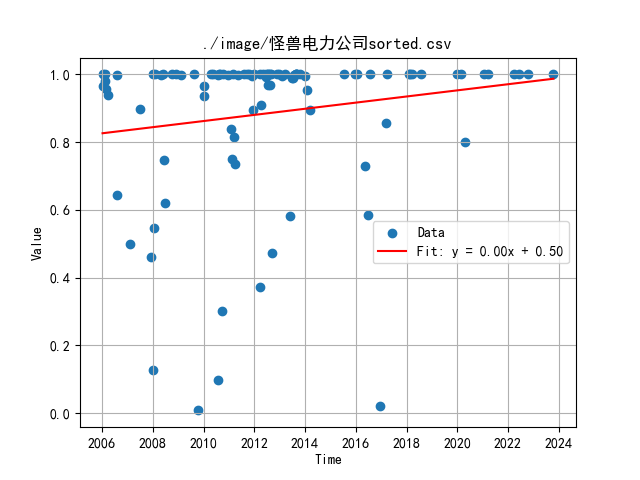 ./image/怪兽电力公司sorted.csv
1.0
0.8
0.6
0.4
0.2
0.0
Value
Data
Fit: y = 0.00x + 0.50
2006 2008 2010 2012 2014 2016 2018 2020 2022 2024
Time